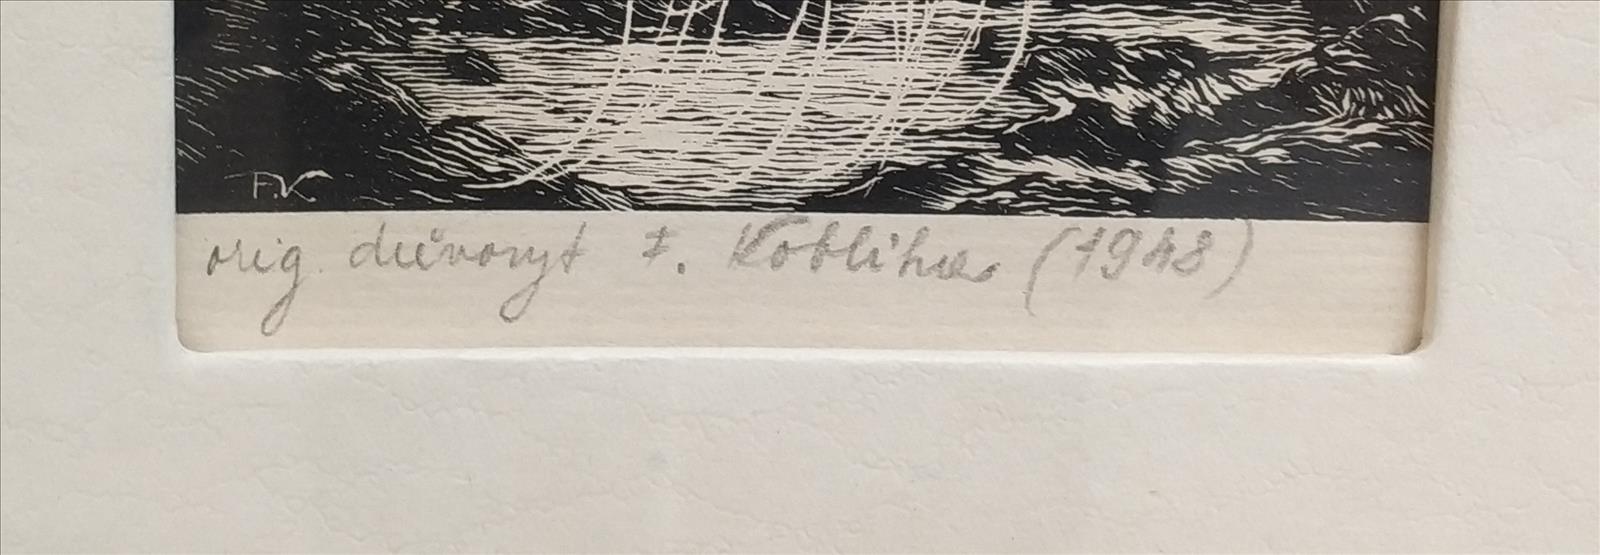 F.K
orig. dřevoryt F. Kobliha (1948)